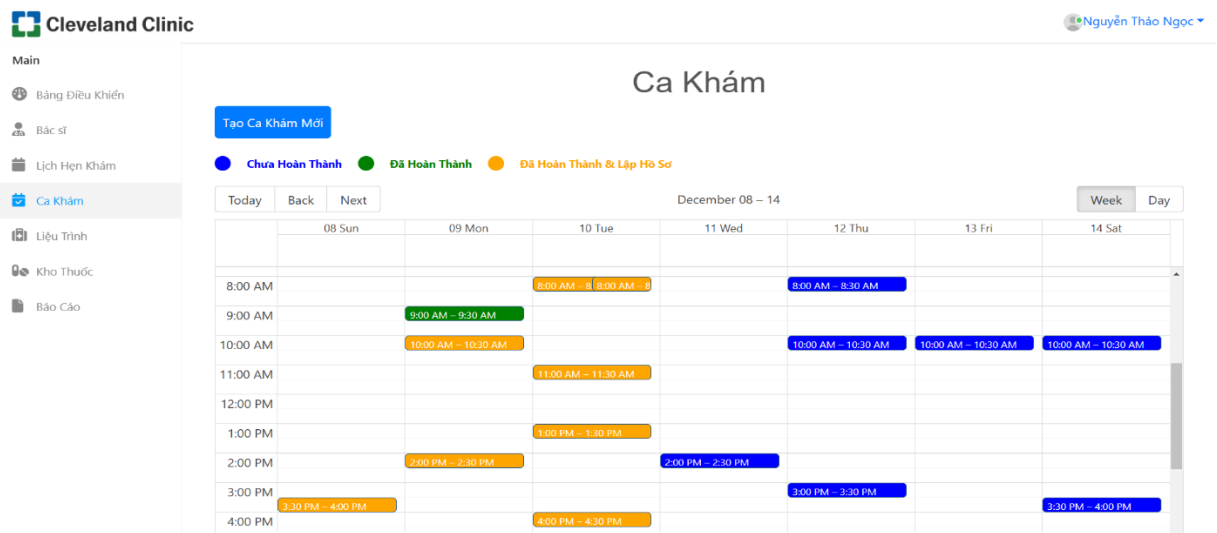 Cleveland Clinic
Nguyễn Thảo Ngọc
Main
Bảng Điều Khiển
Bác sĩ
Lịch Hẹn Khám
Ca Khám
Liệu Trình
Kho Thuốc
Báo Cáo
Ca Khám
Tạo Ca Khám Mới
Chưa Hoàn Thành Đã Hoàn Thành Đã Hoàn Thành & Lập Hồ Sơ
Today Back Next December 08 – 14 Week Day
08 Sun 09 Mon 10 Tue 11 Wed 12 Thu 13 Fri 14 Sat
8:00 AM 8:00 AM – 8 8:00 AM – 8 8:00 AM – 8:30 AM
9:00 AM 9:00 AM – 9:30 AM
10:00 AM 10:00 AM – 10:30 AM 10:00 AM – 10:30 AM 10:00 AM – 10:30 AM 10:00 AM – 10:30 AM
11:00 AM 11:00 AM – 11:30 AM
12:00 PM
1:00 PM 1:00 PM – 1:30 PM
2:00 PM 2:00 PM – 2:30 PM 2:00 PM – 2:30 PM
3:00 PM 3:00 PM – 3:30 PM
3:30 PM – 4:00 PM 3:30 PM – 4:00 PM
4:00 PM 4:00 PM – 4:30 PM